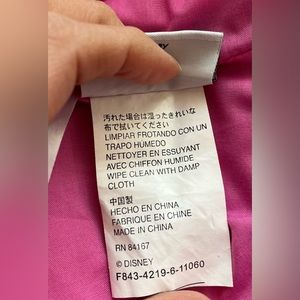 汚れた場合は湿ったきれいな
布で拭いてください
LIMPIAR FROTANDO CON UN
TRAPO HÚMEDO
NETTOYER EN ESSUYANT
AVEC CHIFFON HUMIDE
WIPE CLEAN WITH DAMP
CLOTH
中国製
HECHO EN CHINA
FABRIQUE EN CHINE
MADE IN CHINA
RN 84167
© DISNEY
F843-4219-6-11060